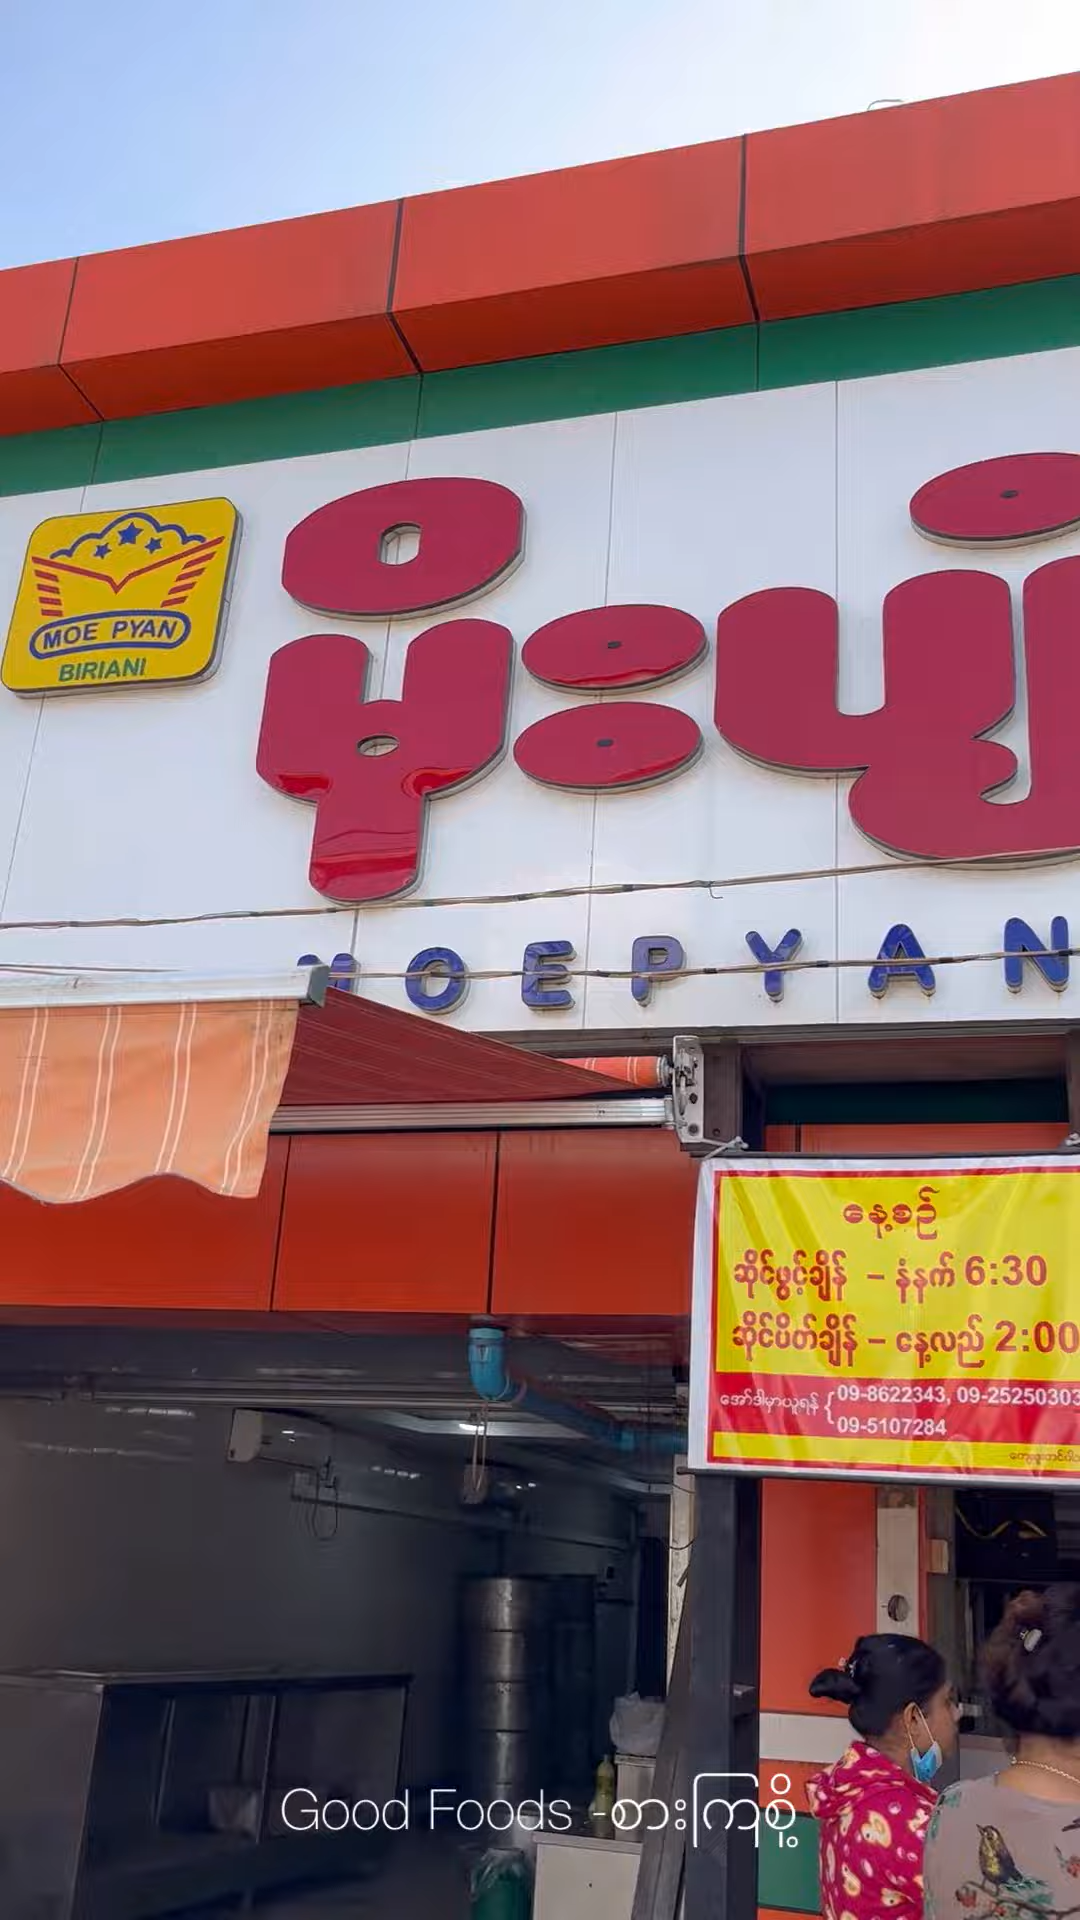 MOE PYAN
BIRIANI
မိုးပျံ
MOEPYAN
နေ့စဉ်
ဆိုင်ဖွင့်ချိန် – နံနက် 6:30
ဆိုင်ပိတ်ချိန် – နေ့လည် 2:00
အော်ဒါမှာယူရန် { 09-8622343, 09-25250303
09-5107284
Good Foods -စားကြစို့